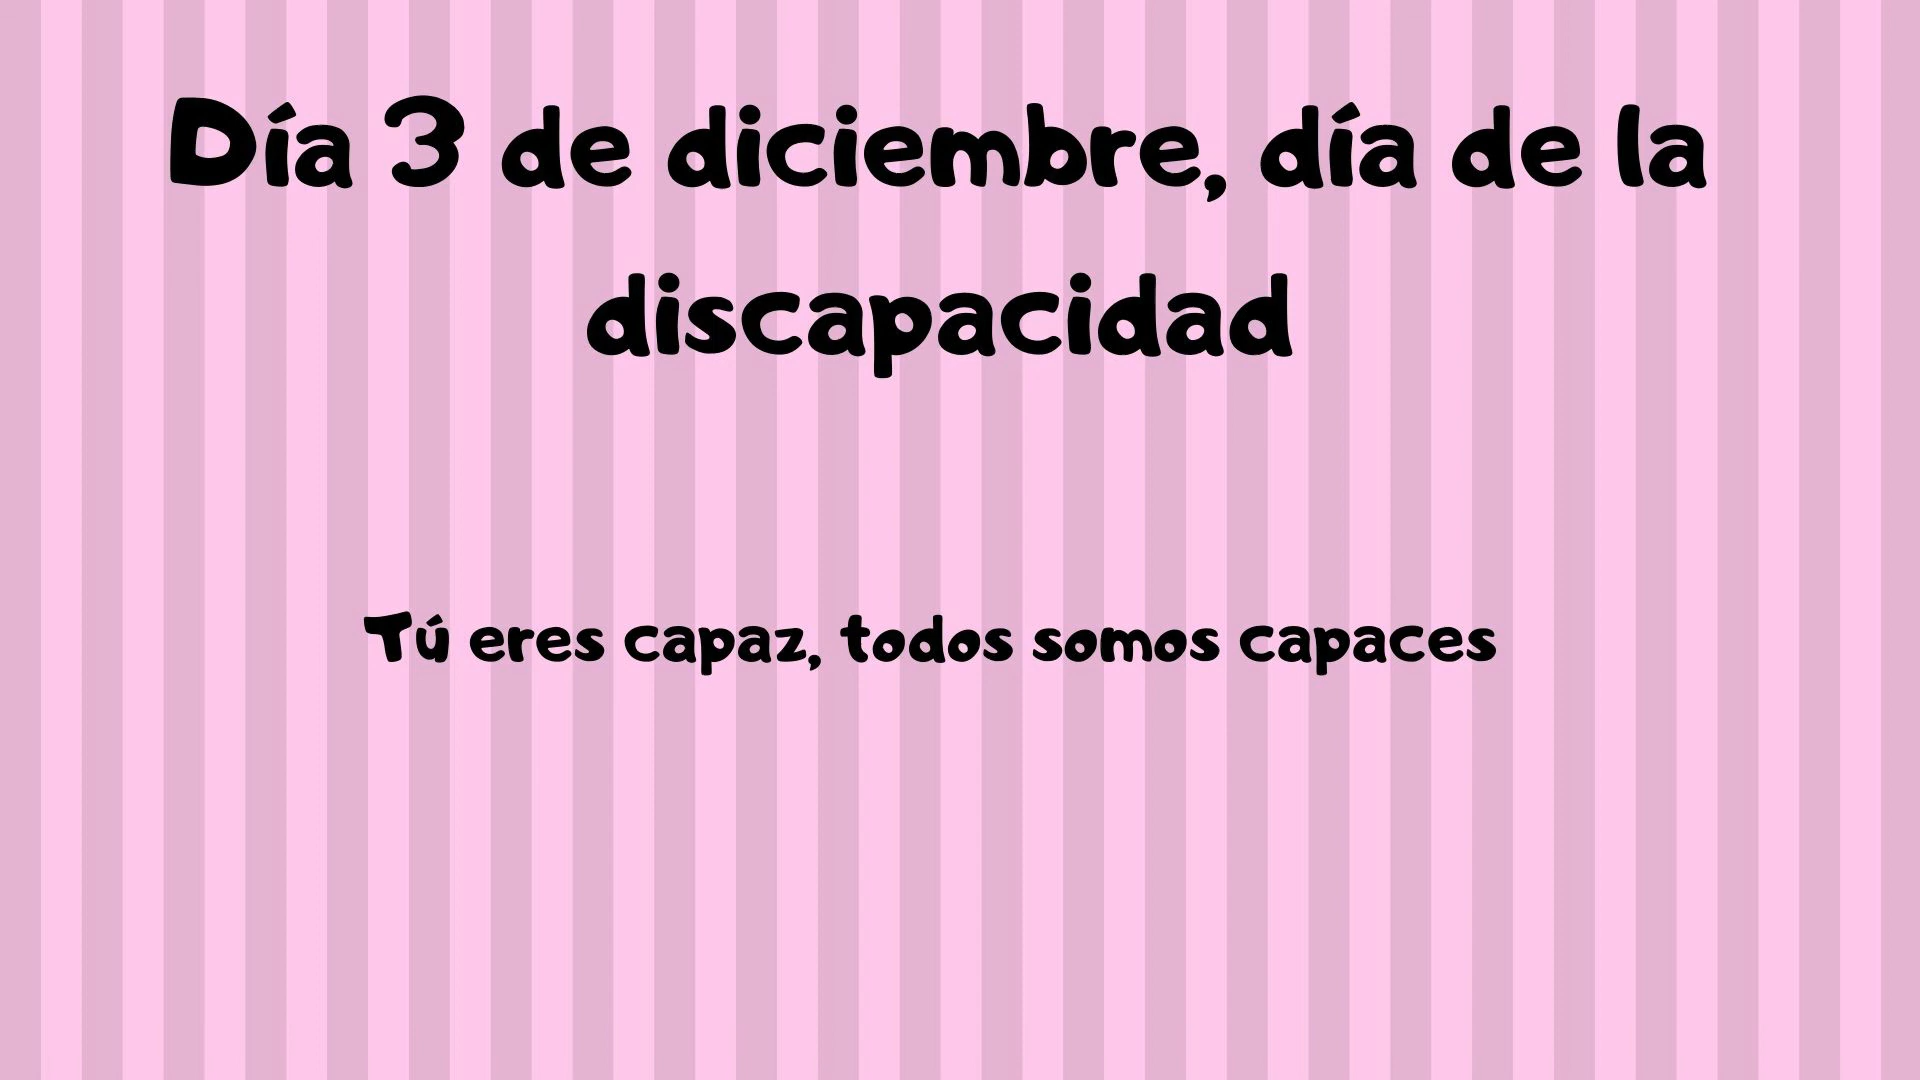 Día 3 de diciembre, día de la
discapacidad
Tú eres capaz, todos somos capaces